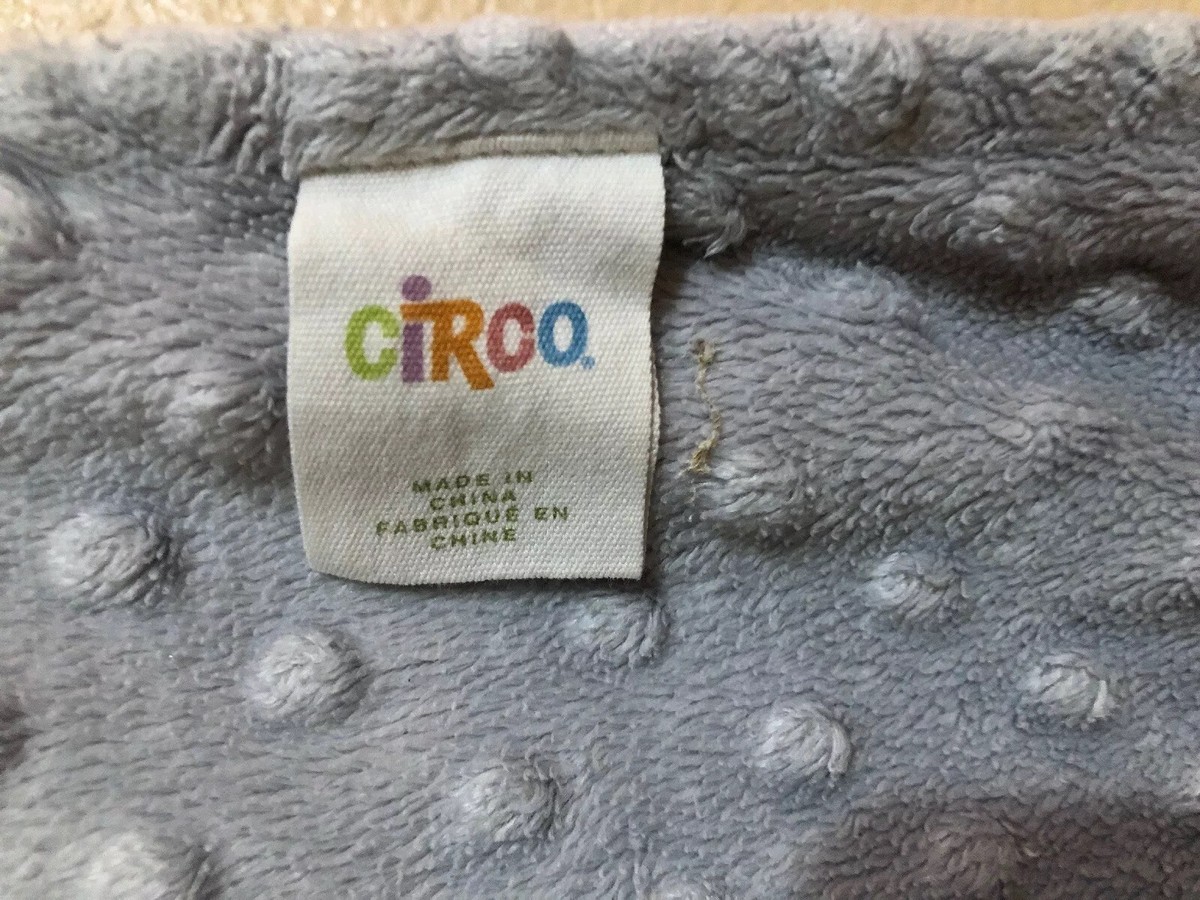 CiRCO®
MADE IN
CHINA
FABRIQUÉ EN
CHINE